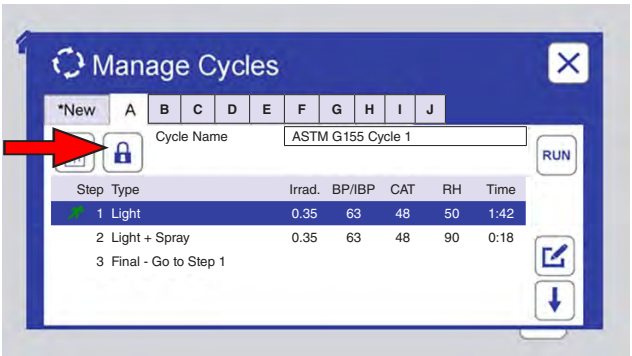 Manage Cycles
*New A B C D E F G H I J
Cycle Name ASTM G155 Cycle 1
RUN
Step Type Irrad. BP/IBP CAT RH Time
1 Light 0.35 63 48 50 1:42
2 Light + Spray 0.35 63 48 90 0:18
3 Final - Go to Step 1